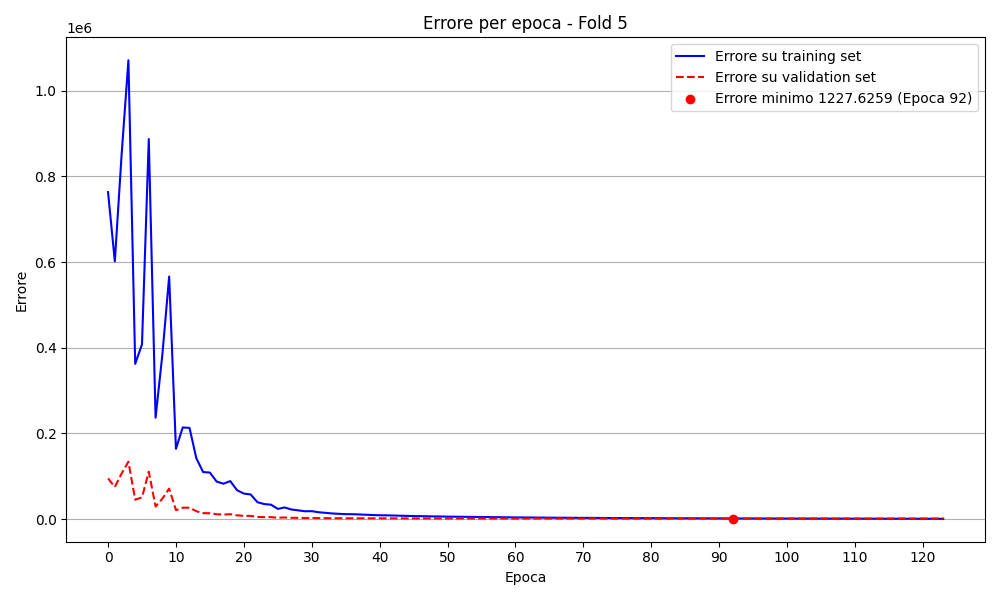 Errore per epoca - Fold 5
1e6
Errore su training set
Errore su validation set
Errore minimo 1227.6259 (Epoca 92)
1.0
0.8
0.6
0.4
0.2
0.0
Errore
0 10 20 30 40 50 60 70 80 90 100 110 120
Epoca